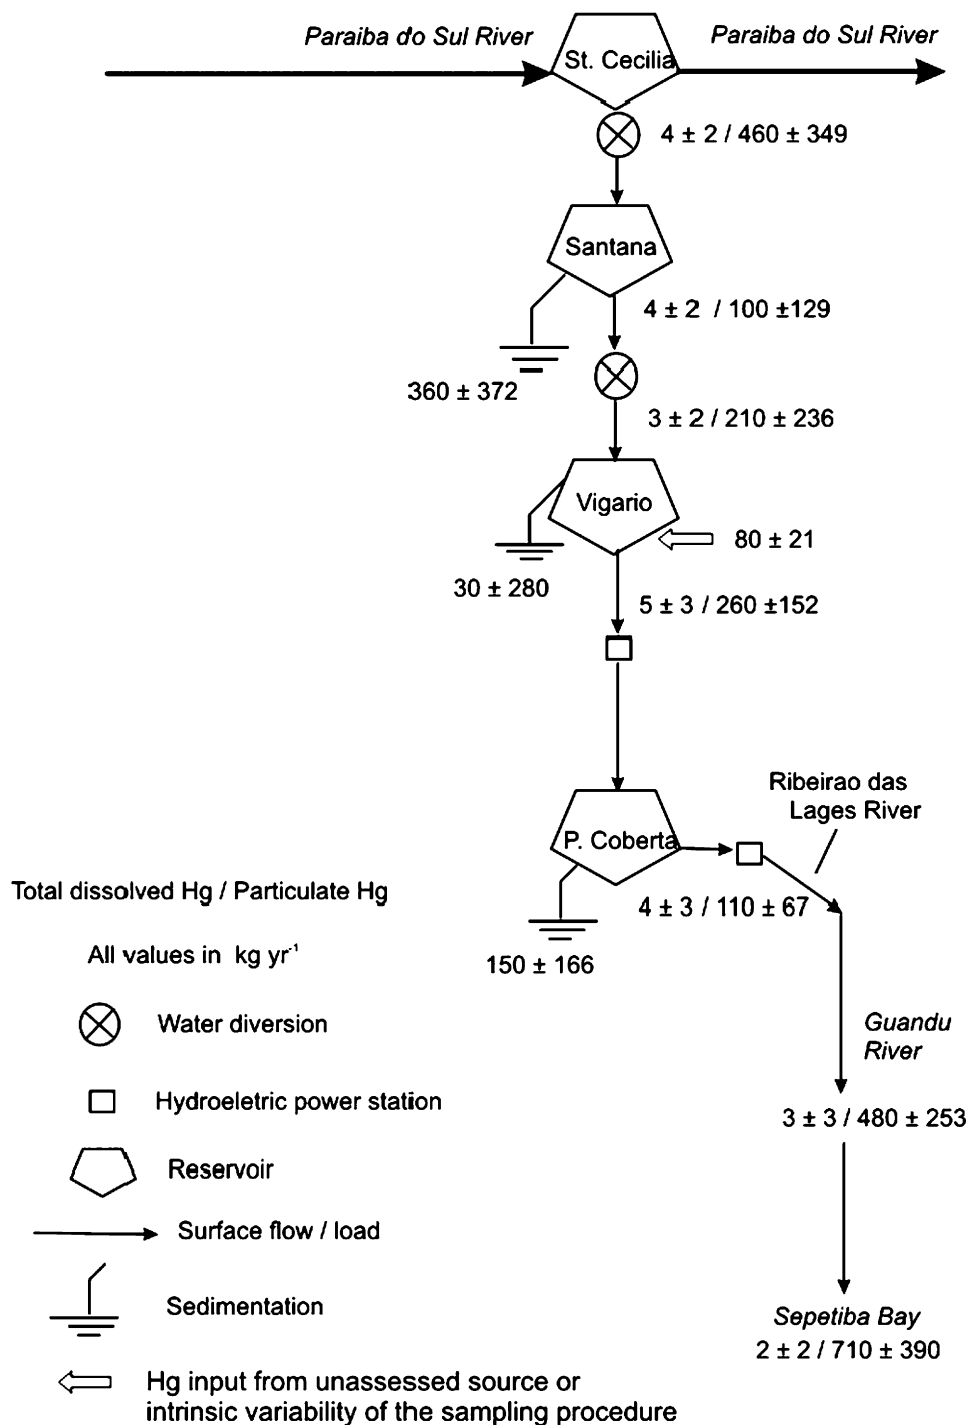 Paraiba do Sul River
Paraiba do Sul River
St. Cecilia
4 ± 2 / 460 ± 349
Santana
4 ± 2 / 100 ±129
360 ± 372
3 ± 2 / 210 ± 236
Vigario
80 ± 21
30 ± 280
5 ± 3 / 260 ±152
Ribeirao das
Lages River
P. Coberta
4 ± 3 / 110 ± 67
150 ± 166
Guandu
River
3 ± 3 / 480 ± 253
Sepetiba Bay
2 ± 2 / 710 ± 390
Total dissolved Hg / Particulate Hg
All values in kg yr⁻¹
Water diversion
Hydroeletric power station
Reservoir
Surface flow / load
Sedimentation
Hg input from unassessed source or
intrinsic variability of the sampling procedure